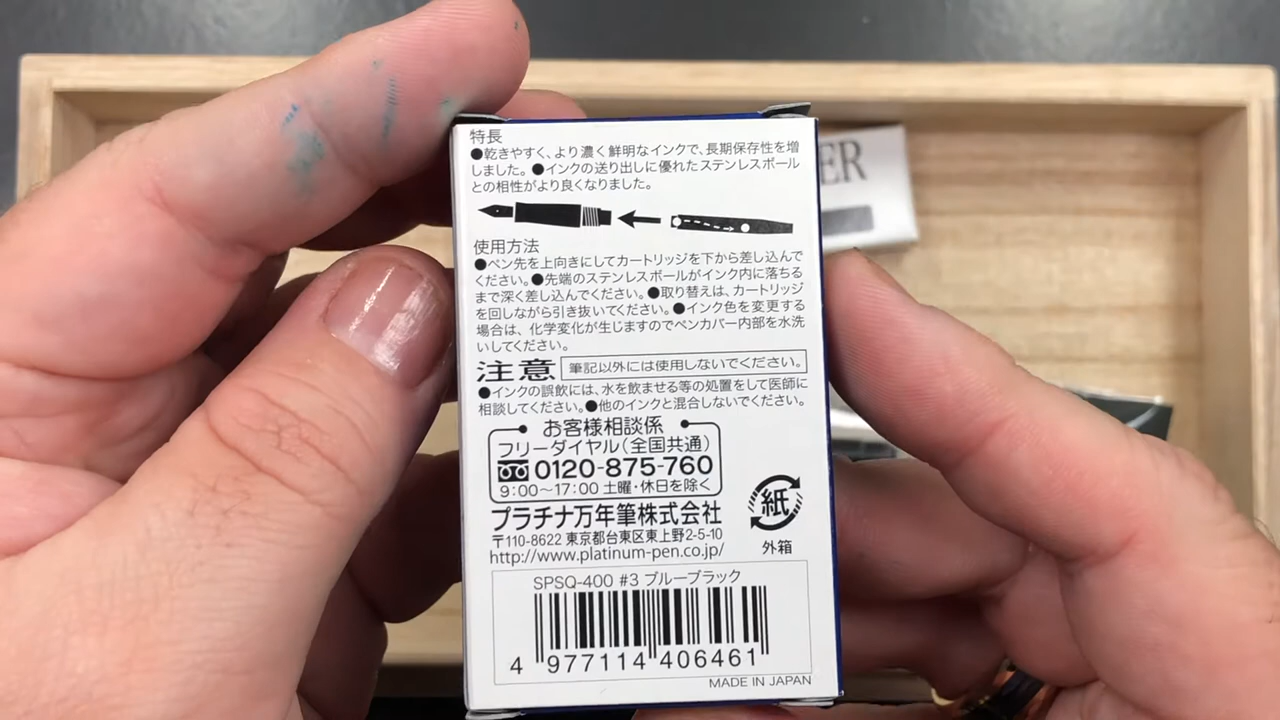 特長
●乾きやすく、より濃く鮮明なインクで、長期保存性を増
しました。●インクの送り出しに優れたステンレスボール
との相性がより良くなりました。
使用方法
●ペン先を上向きにしてカートリッジを下から差し込んで
ください。●先端のステンレスボールがインク内に落ちる
まで深く差し込んでください。●取り替えは、カートリッジ
を回しながら引き抜いてください。●インク色を変更する
場合は、化学変化が生じますのでペンカバー内部を水洗
いしてください。
注意 筆記以外には使用しないでください。
●インクの誤飲には、水を飲ませる等の処置をして医師に
相談してください。●他のインクと混合しないでください。
お客様相談係
フリーダイヤル(全国共通)
0120-875-760
9:00〜17:00 土曜・休日を除く
プラチナ万年筆株式会社
〒110-8622 東京都台東区東上野2-5-10
http://www.platinum-pen.co.jp/
紙
外箱
SPSQ-400 #3 ブルーブラック
4 977114 406461
MADE IN JAPAN